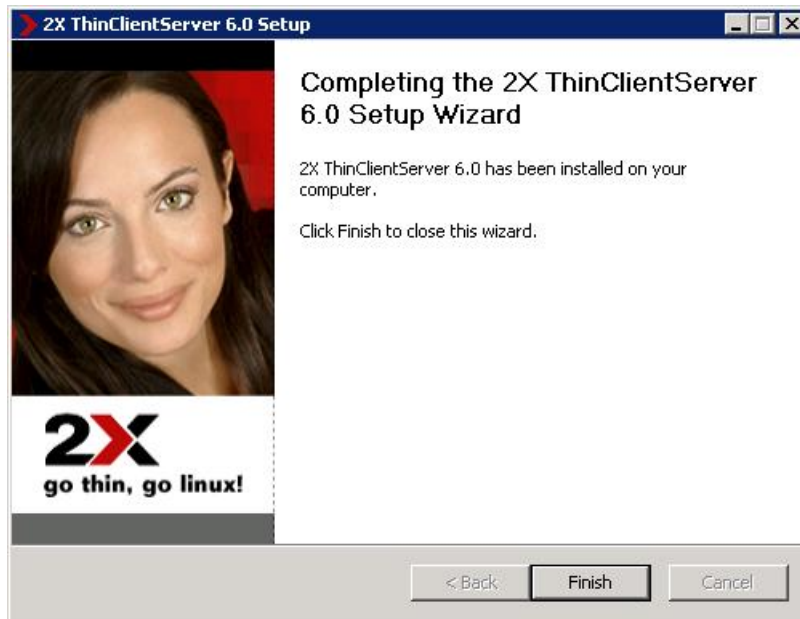 2X ThinClientServer 6.0 Setup
Completing the 2X ThinClientServer
6.0 Setup Wizard
2X ThinClientServer 6.0 has been installed on your
computer.
Click Finish to close this wizard.
2X
go thin, go linux!
< Back
Finish
Cancel